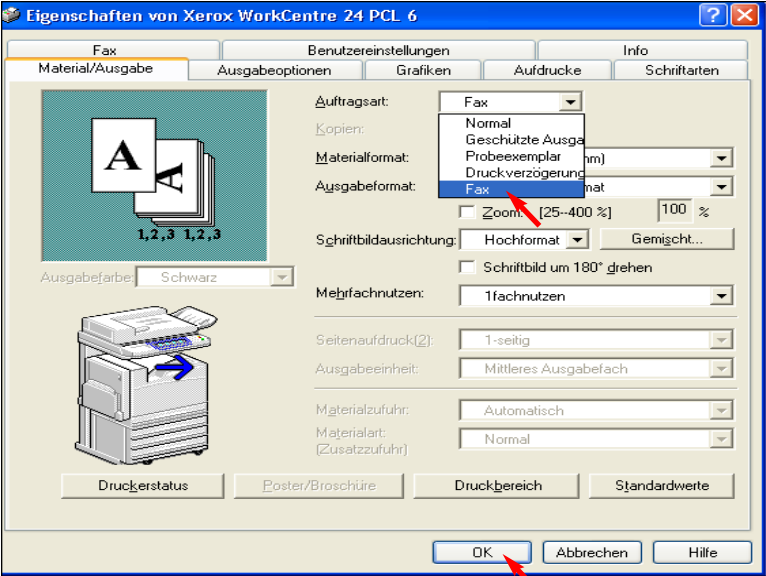 Eigenschaften von Xerox WorkCentre 24 PCL 6
Fax
Benutzereinstellungen
Info
Material/Ausgabe
Ausgabeoptionen
Grafiken
Aufdrucke
Schriftarten
A
A
1,2,3 1,2,3
Ausgabefarbe: Schwarz
Auftragsart: Fax
Normal
Geschützte Ausga
Probeexemplar
Druckverzögerung
Fax
Kopien:
Materialformat: nm)
Ausgabeformat: mat
Zoom: [25--400 %] 100 %
Schriftbildausrichtung: Hochformat Gemischt...
Schriftbild um 180° drehen
Mehrfachnutzen: 1fachnutzen
Seitenaufdruck(2): 1-seitig
Ausgabeeinheit: Mittleres Ausgabefach
Materialzufuhr: Automatisch
Materialart:
(Zusatzzufuhr) Normal
Druckerstatus
Poster/Broschüre
Druckbereich
Standardwerte
OK
Abbrechen
Hilfe